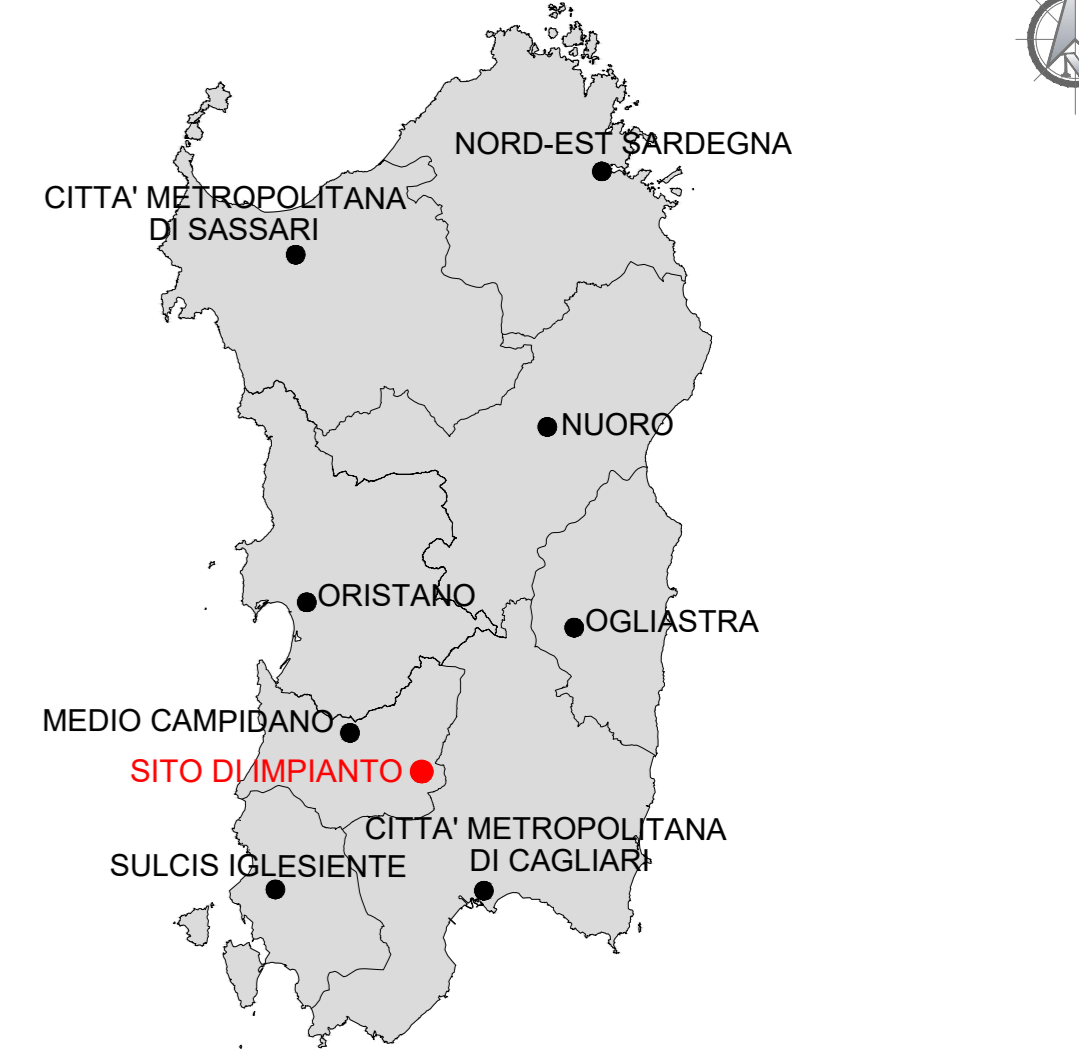 NORD-EST SARDEGNA
CITTA' METROPOLITANA
DI SASSARI
NUORO
ORISTANO
OGLIASTRA
MEDIO CAMPIDANO
SITO DI IMPIANTO
CITTA' METROPOLITANA
DI CAGLIARI
SULCIS IGLESIENTE